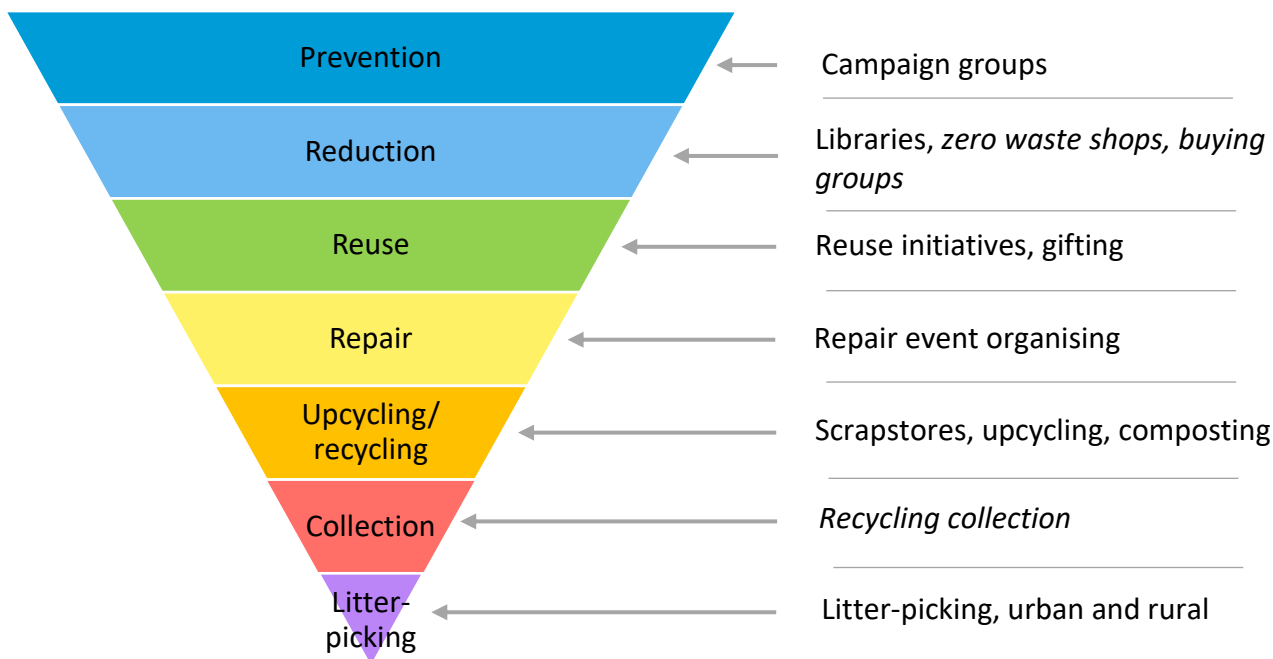 Prevention
Campaign groups
Reduction
Libraries, zero waste shops, buying
groups
Reuse
Reuse initiatives, gifting
Repair
Repair event organising
Upcycling/
recycling
Scrapstores, upcycling, composting
Collection
Recycling collection
Litter-
picking
Litter-picking, urban and rural